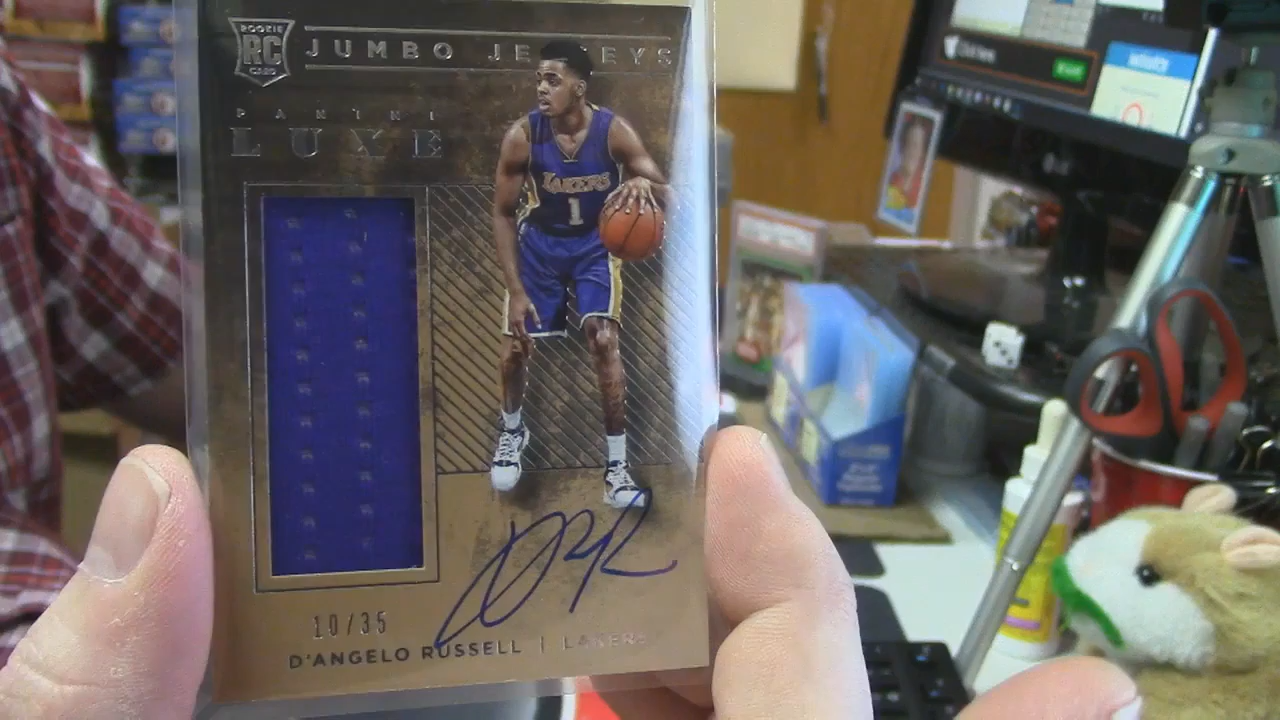 ROOKIE
RC
CARD
JUMBO JERSEYS
PANINI
LUXE
LAKERS
1
10/35
D'ANGELO RUSSELL | LAKERS